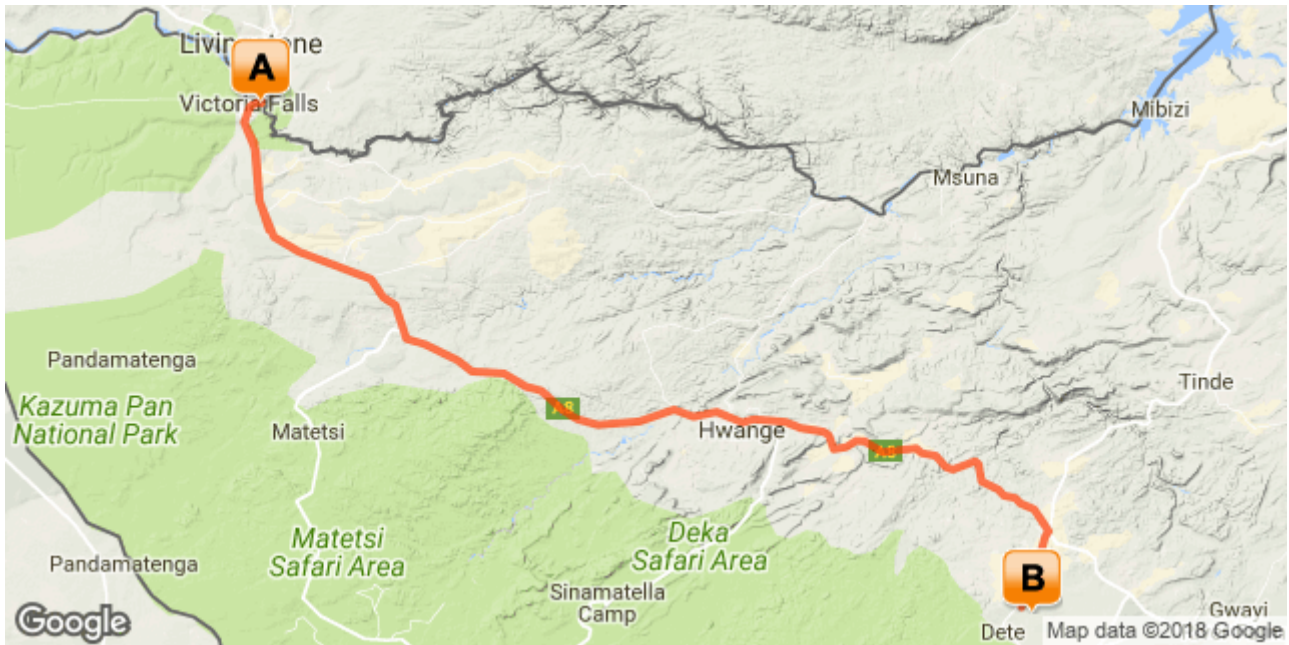 Livingstone
A
Victoria Falls
Mibizi
Msuna
Pandamatenga
Tinde
Kazuma Pan
National Park
A8
Matetsi
Hwange
A8
Matetsi
Safari Area
Deka
Safari Area
Pandamatenga
B
Sinamatella
Camp
Gwayi
Google
Dete
Map data ©2018 Google